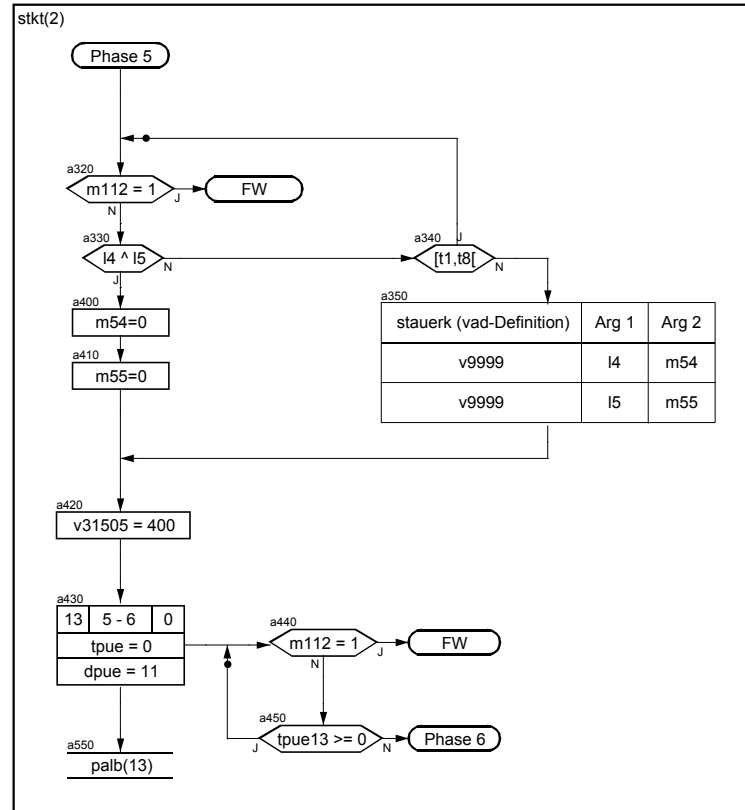 stkt(2)
Phase 5
a320
m112 = 1
J
FW
N
a330
l4 ^ l5
N
J
a340
J
[t1,t8[
N
a400
m54=0
a410
m55=0
a350
stauerk (vad-Definition) Arg 1 Arg 2
v9999 l4 m54
v9999 l5 m55
a420
v31505 = 400
a430
13 5 - 6 0
tpue = 0
dpue = 11
a440
m112 = 1
J
FW
N
a450
tpue13 >= 0
J
N
Phase 6
a550
palb(13)